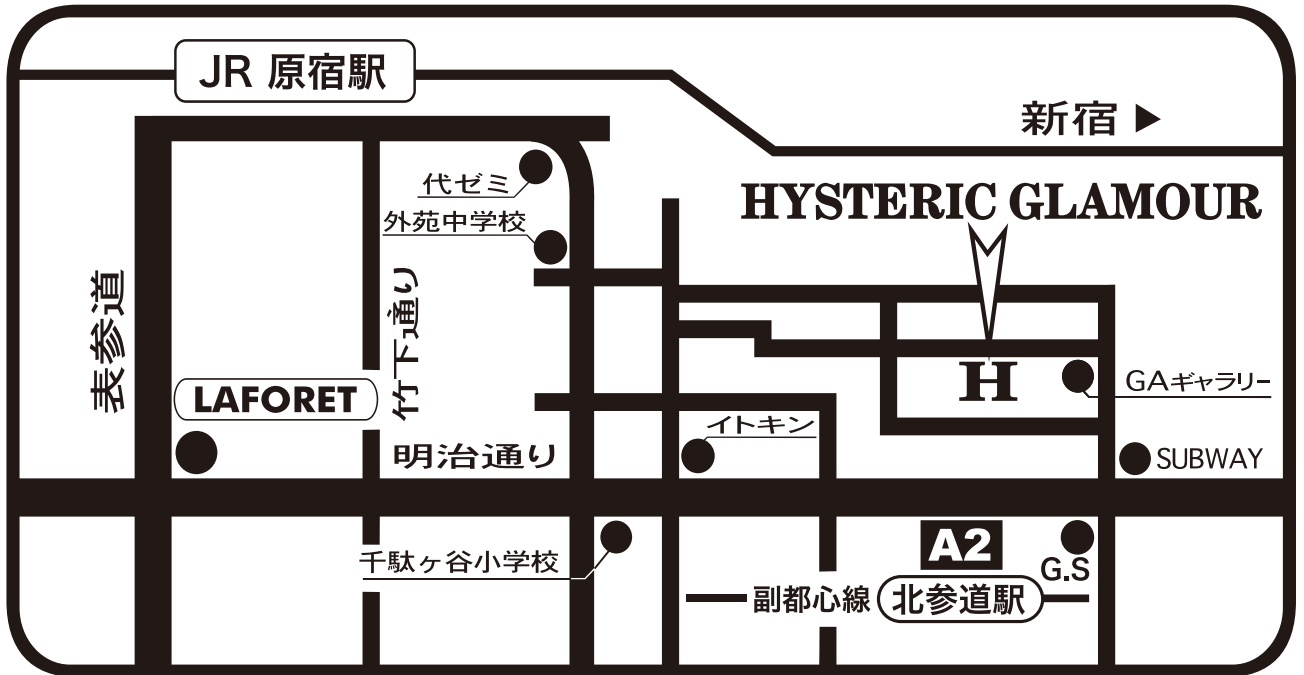 JR 原宿駅
新宿 ▶
代ゼミ
HYSTERIC GLAMOUR
外苑中学校
表参道
竹下通り
LAFORET
H
GAギャラリー
イトキン
明治通り
SUBWAY
A2
千駄ヶ谷小学校
G.S
副都心線
北参道駅